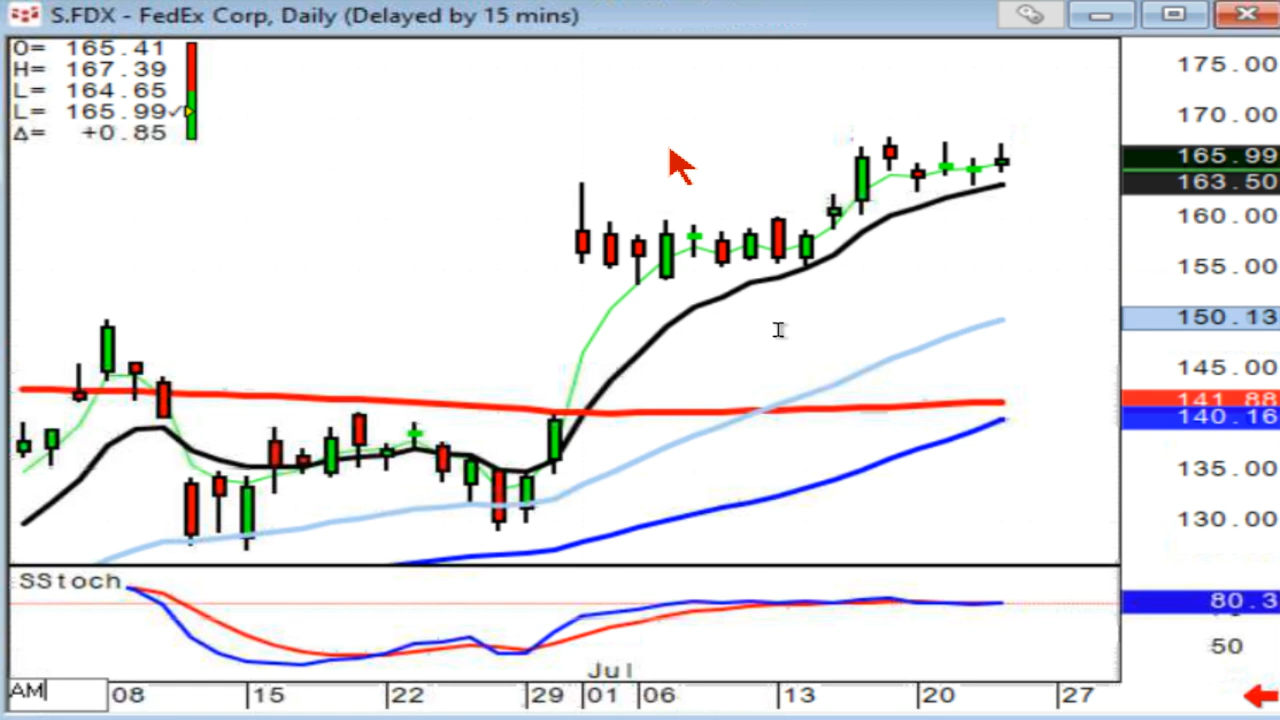 S.FDX - FedEx Corp, Daily (Delayed by 15 mins)
O= 165.41
H= 167.39
L= 164.65
L= 165.99✓
Δ= +0.85
175.00
170.00
165.99
163.50
160.00
155.00
150.13
145.00
141.88
140.16
135.00
130.00
SStoch
80.3
50
Jul
AM 08 15 22 29 01 06 13 20 27